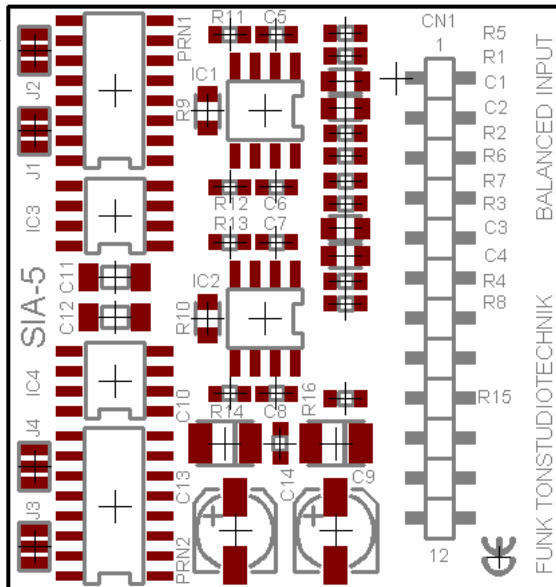 R11
C5
PRN1
CN1
1
R5
R1
C1
C2
R2
R6
R7
R3
C3
C4
R4
R8
R15
BALANCED INPUT
FUNK TONSTUDIOTECHNIK
J2
J1
IC1
R9
IC3
R12
C6
R13
C7
C11
C12
SIA-5
IC2
R10
IC4
C10
R14
C8
R16
J4
J3
C13
C14
C9
PRN2
12